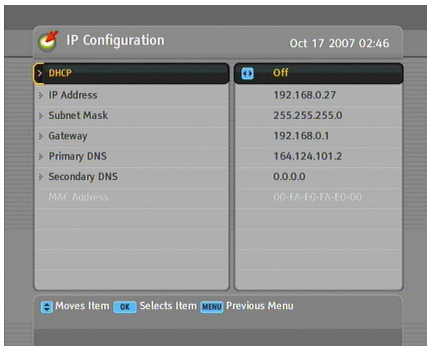 IP Configuration
Oct 17 2007 02:46
DHCP Off
IP Address 192.168.0.27
Subnet Mask 255.255.255.0
Gateway 192.168.0.1
Primary DNS 164.124.101.2
Secondary DNS 0.0.0.0
MAC Address 00-FA-E0-FA-E0-00
Moves Item OK Selects Item MENU Previous Menu